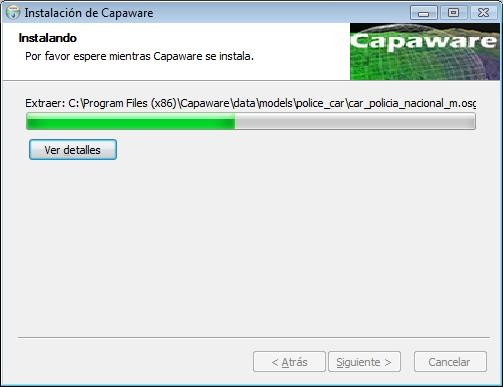 Instalación de Capaware
Instalando
Por favor espere mientras Capaware se instala.
Capaware
Extraer: C:\Program Files (x86)\Capaware\data\models\police_car\car_policia_nacional_m.osg
Ver detalles
< Atrás
Siguiente >
Cancelar